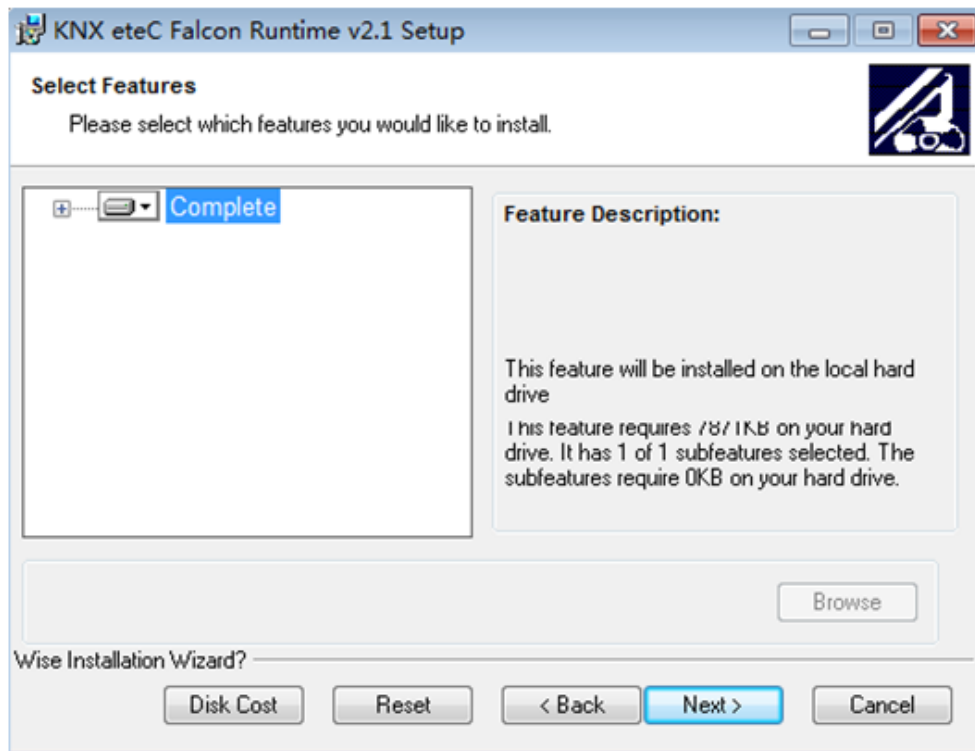 KNX eteC Falcon Runtime v2.1 Setup
Select Features
Please select which features you would like to install.
Complete
Feature Description:
This feature will be installed on the local hard
drive
This feature requires 7871KB on your hard
drive. It has 1 of 1 subfeatures selected. The
subfeatures require 0KB on your hard drive.
Browse
Wise Installation Wizard?
Disk Cost
Reset
< Back
Next >
Cancel